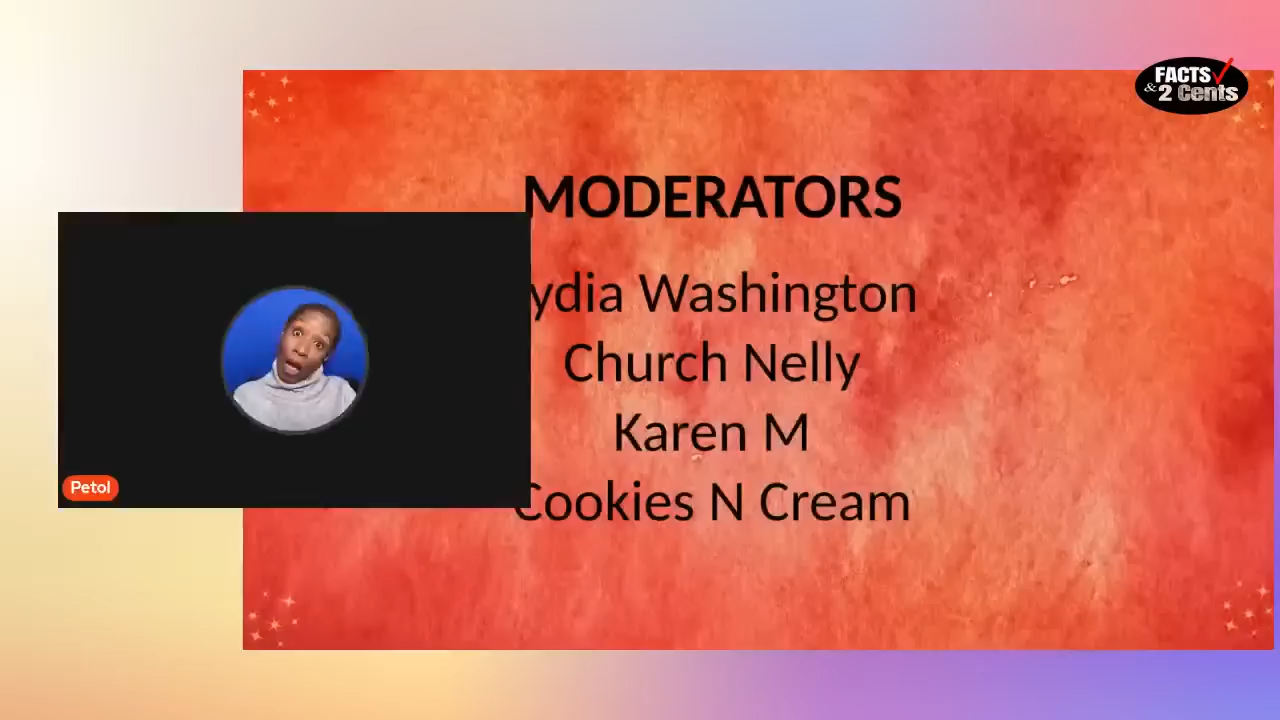 FACTS
& 2 Cents
MODERATORS
ydia Washington
Church Nelly
Karen M
Cookies N Cream
Petol